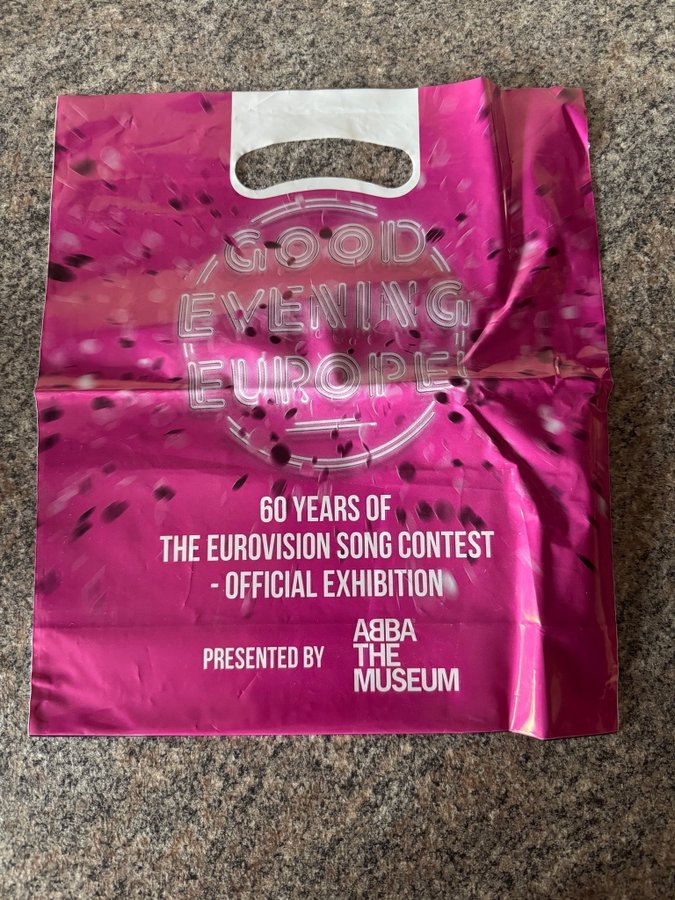 GOOD
EVENING
EUROPE!
60 YEARS OF
THE EUROVISION SONG CONTEST
- OFFICIAL EXHIBITION
PRESENTED BY
ABBA
THE
MUSEUM